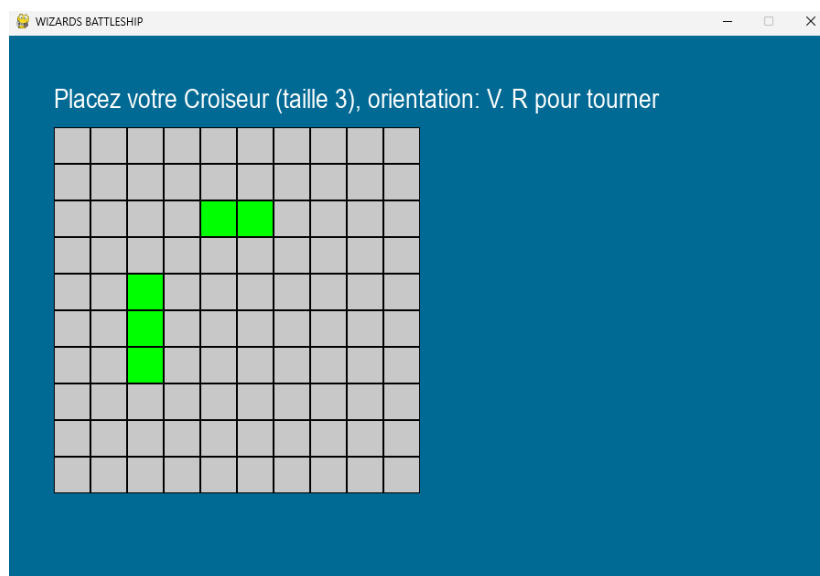 WIZARDS BATTLESHIP
Placez votre Croiseur (taille 3), orientation: V. R pour tourner